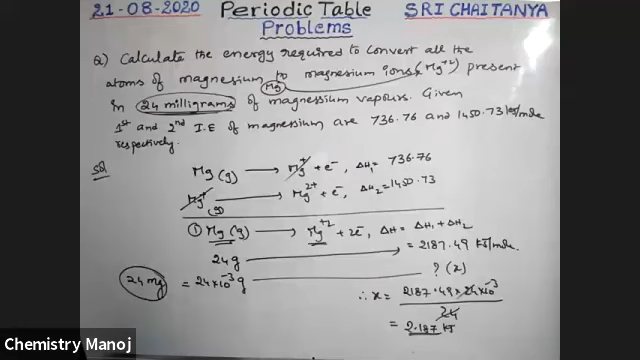 21-08-2020 Periodic Table SRI CHAITANYA
Problems
Q) Calculate the energy required to convert all the
atoms of magnesium to magnesium ions (Mg⁺²) present
Mg
in 24 milligrams of magnesium vapours. Given
1st and 2nd I.E of magnesium are 736.76 and 1450.73 kJ/mole
respectively.
Sol Mg(g) ⟶ Mg⁺ + e⁻, ΔH₁ = 736.76
Mg⁺(g) ⟶ Mg²⁺ + e⁻, ΔH₂ = 1450.73
① Mg(g) ⟶ Mg⁺² + 2e⁻, ΔH = ΔH₁ + ΔH₂
24g ⟶ = 2187.49 kJ/mole.
24 mg = 24×10⁻³g ⟶ ? (x)
∴ x = 2187.49 × 24×10⁻³
24
= 2.187 kJ
Chemistry Manoj